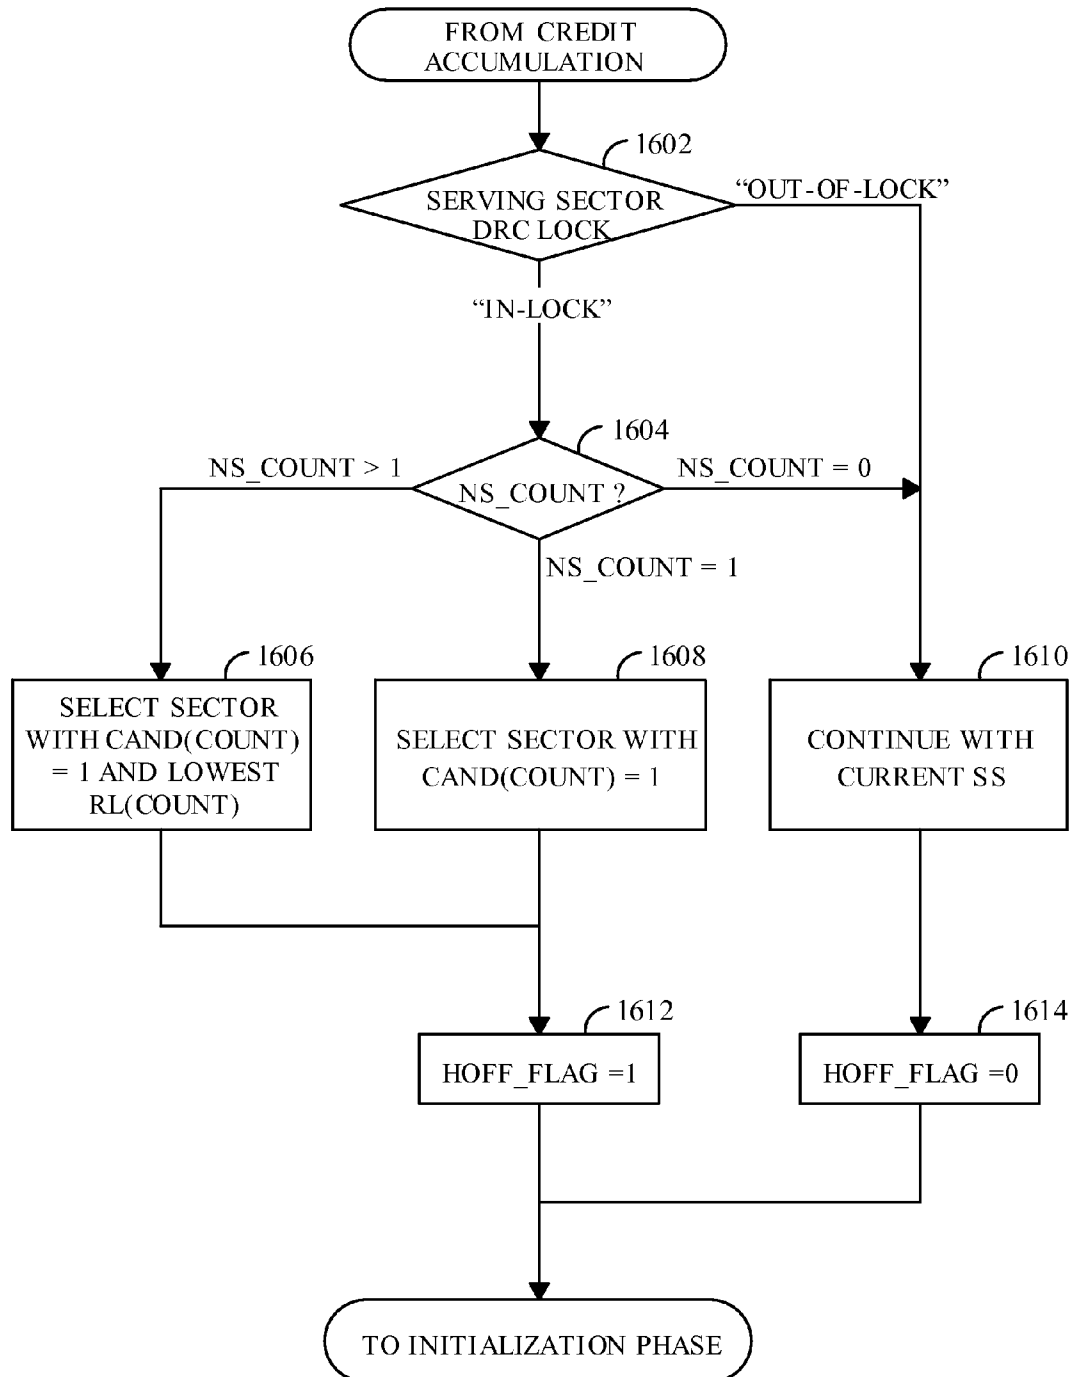 FROM CREDIT
ACCUMULATION
1602
SERVING SECTOR
DRC LOCK
“OUT-OF-LOCK”
“IN-LOCK”
1604
NS_COUNT > 1
NS_COUNT ?
NS_COUNT = 0
NS_COUNT = 1
1606
SELECT SECTOR
WITH CAND(COUNT)
= 1 AND LOWEST
RL(COUNT)
1608
SELECT SECTOR WITH
CAND(COUNT) = 1
1610
CONTINUE WITH
CURRENT SS
1612
HOFF_FLAG =1
1614
HOFF_FLAG =0
TO INITIALIZATION PHASE